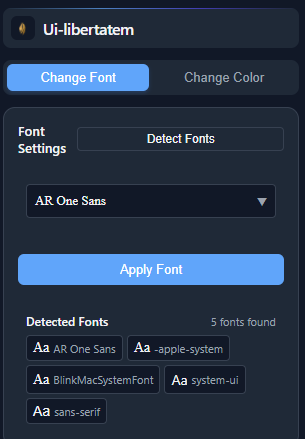 Ui-libertatem
Change Font Change Color
Font Settings
Detect Fonts
AR One Sans
Apply Font
Detected Fonts 5 fonts found
Aa AR One Sans Aa -apple-system
Aa BlinkMacSystemFont Aa system-ui
Aa sans-serif